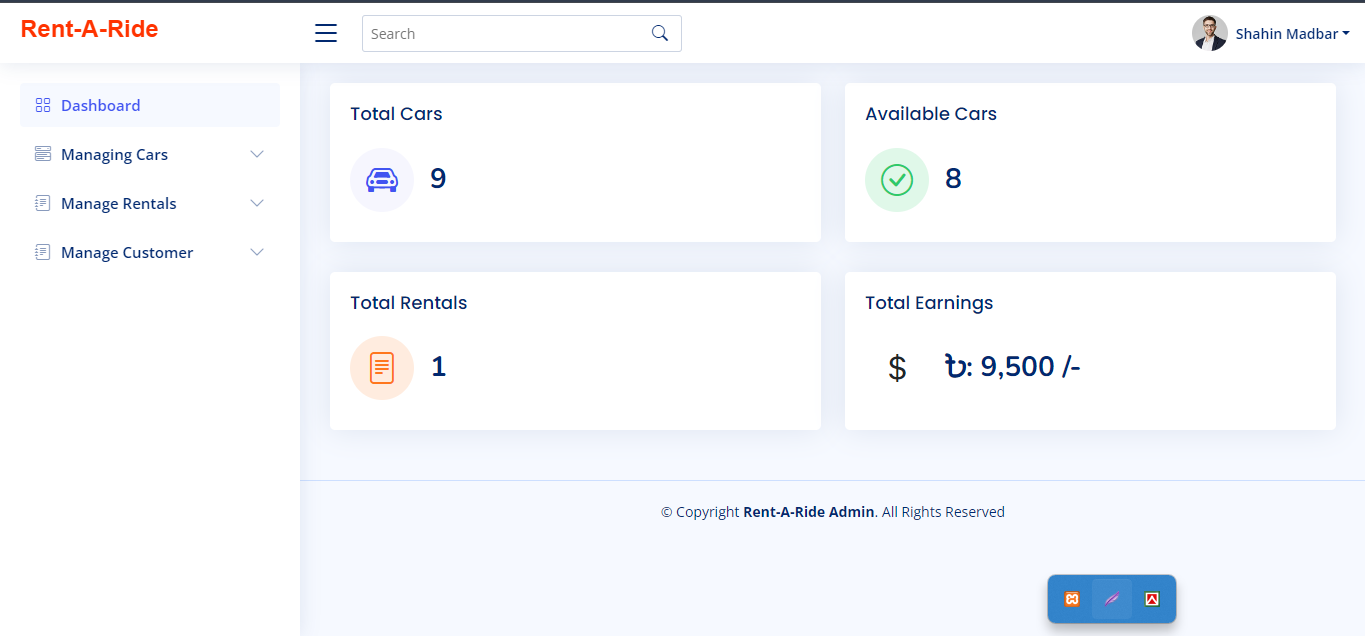 Rent-A-Ride
Search
Shahin Madbar
Dashboard
Managing Cars
Manage Rentals
Manage Customer
Total Cars
9
Available Cars
8
Total Rentals
1
Total Earnings
$ ৳: 9,500 /-
© Copyright Rent-A-Ride Admin. All Rights Reserved